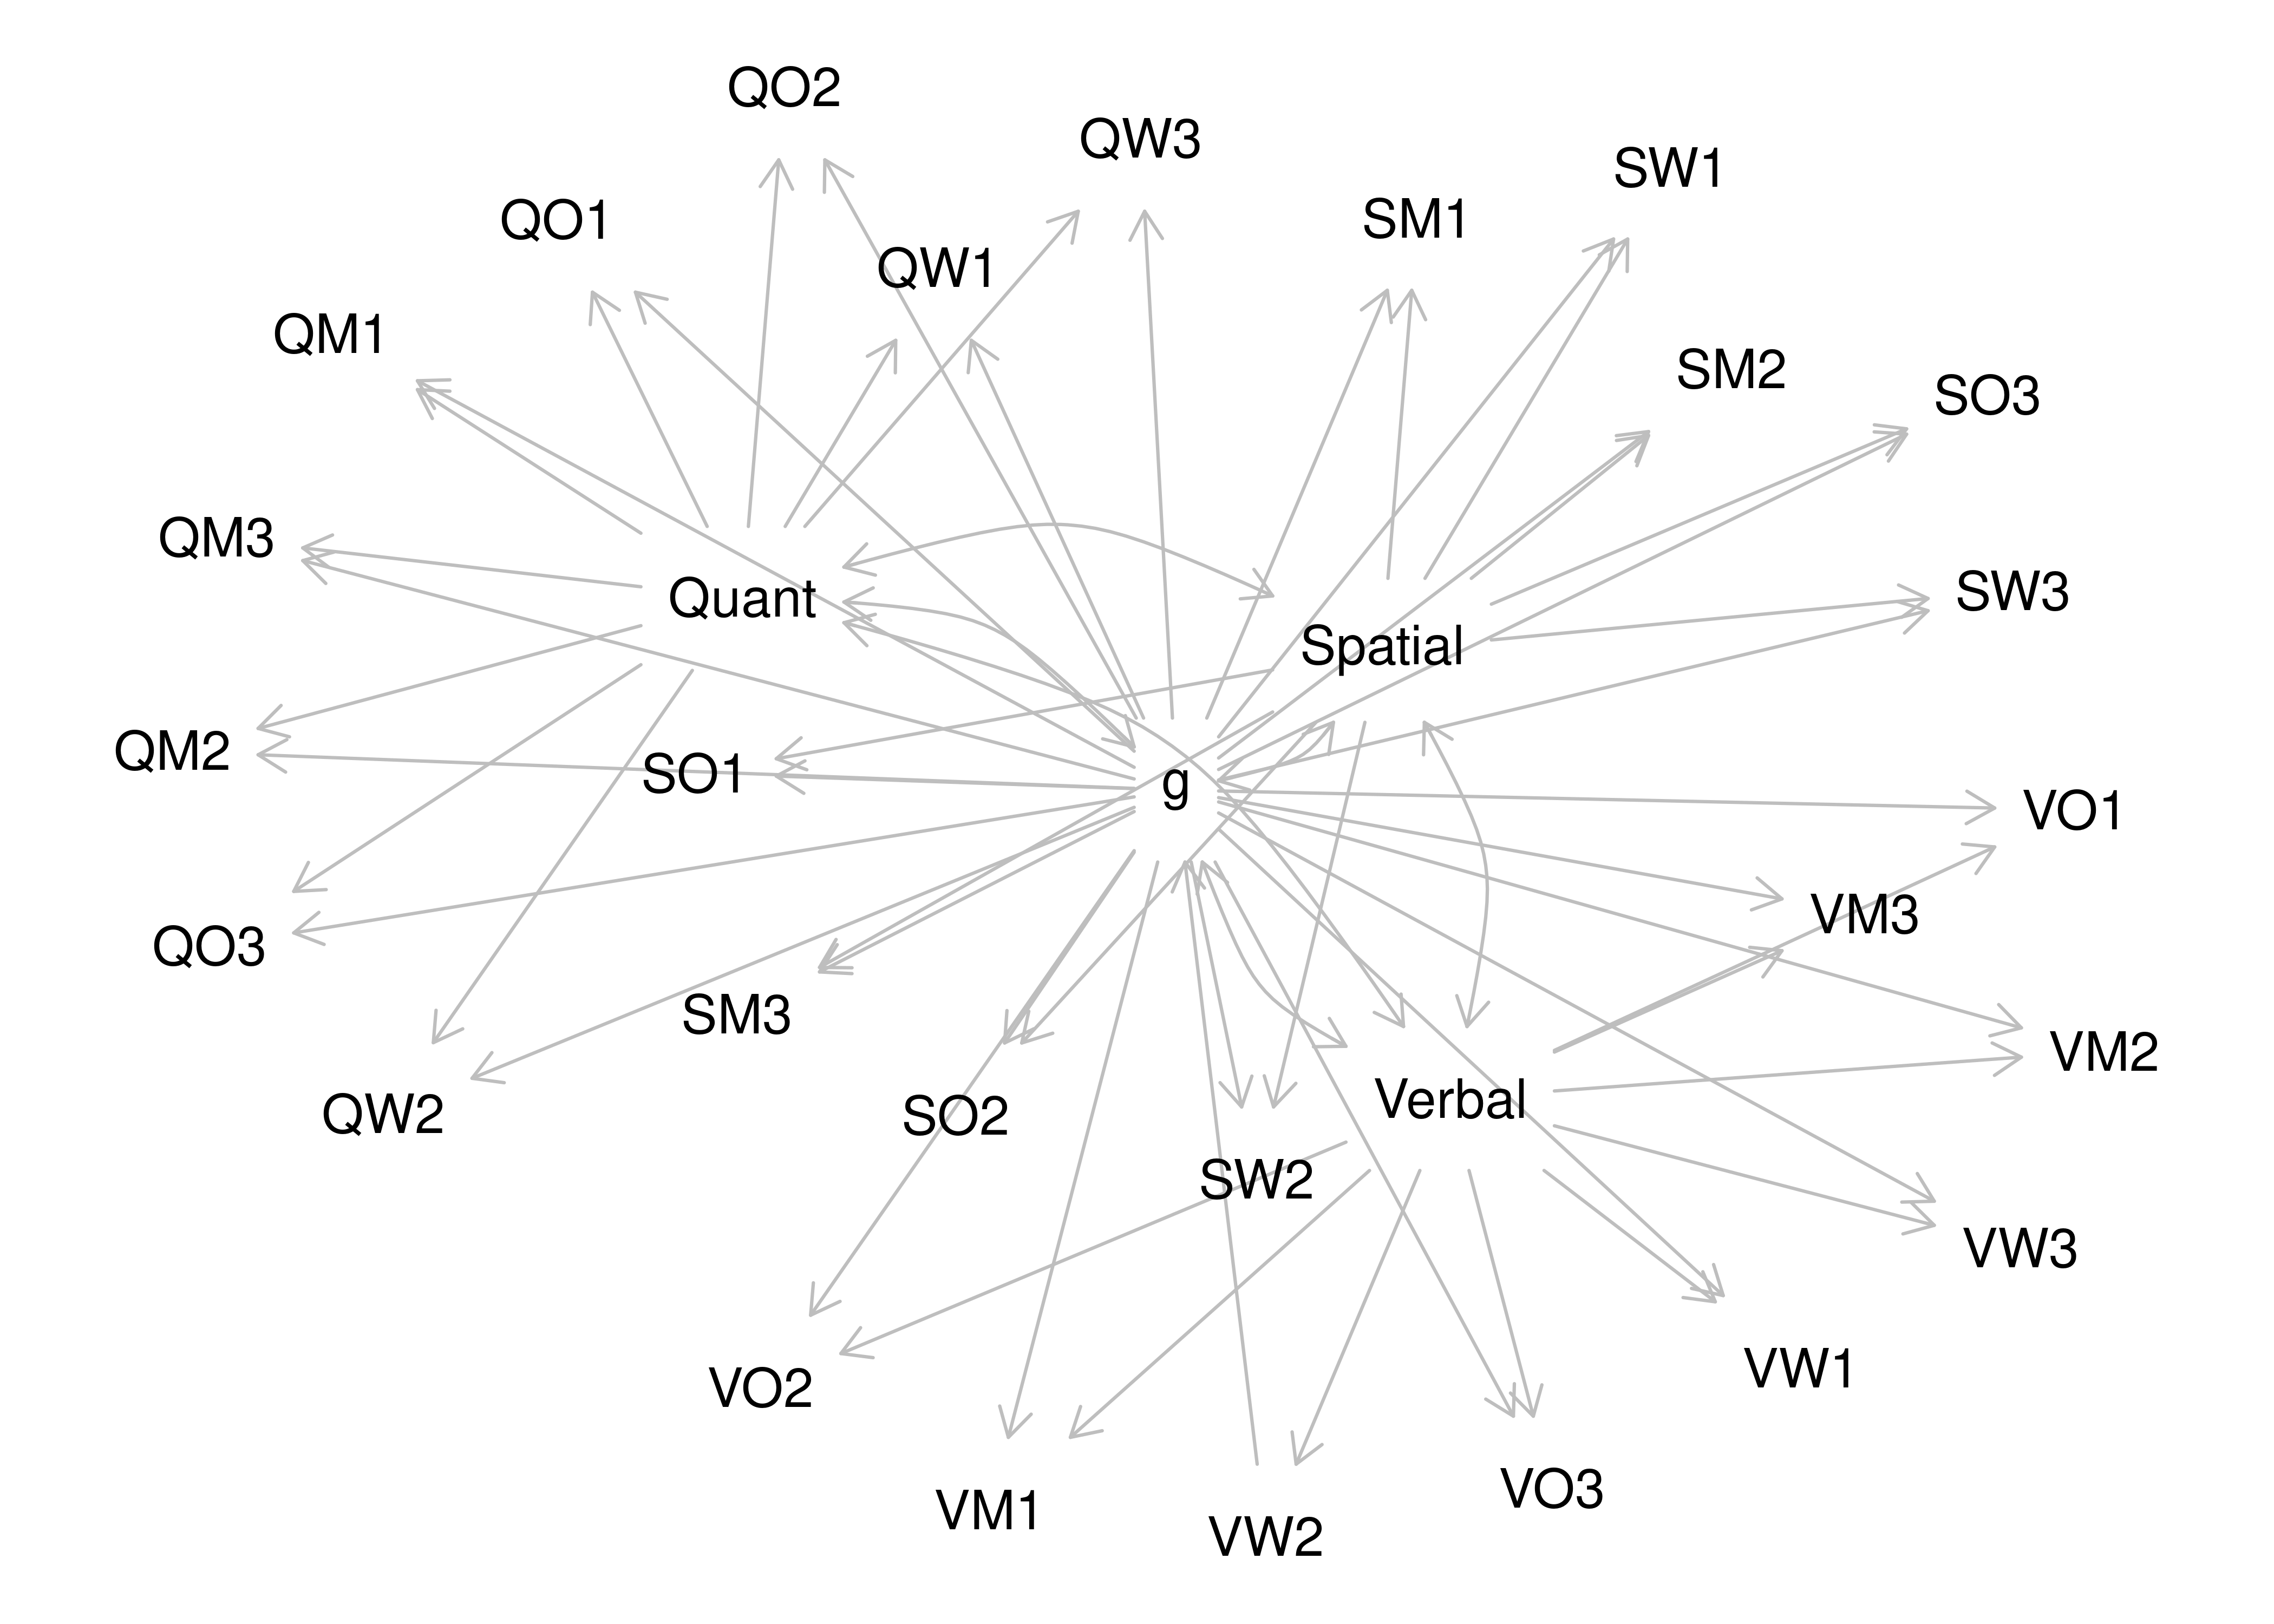 QO2
QW3
SW1
QO1
SM1
QW1
QM1
SM2
SO3
QM3
SW3
Quant
Spatial
QM2
SO1
g
VO1
VM3
QO3
SM3
VM2
Verbal
QW2
SO2
SW2
VW3
VW1
VO2
VO3
VM1
VW2